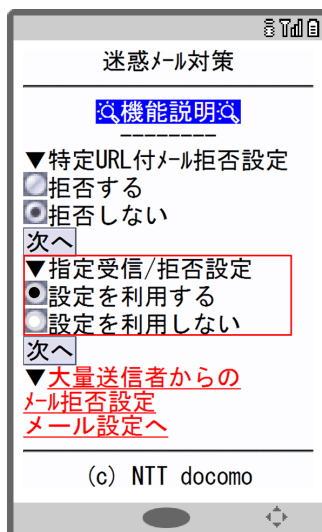 迷惑ﾒｰﾙ対策
機能説明
--------
▼特定URL付ﾒｰﾙ拒否設定
拒否する
拒否しない
次へ
▼指定受信/拒否設定
設定を利用する
設定を利用しない
次へ
▼大量送信者からの
ﾒｰﾙ拒否設定
メール設定へ
(c) NTT docomo